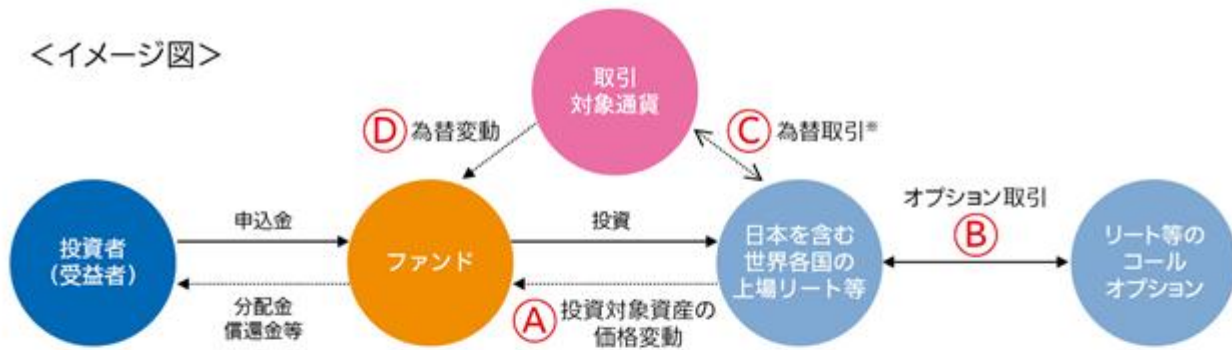 ＜イメージ図＞
取引
対象通貨
Ⓓ 為替変動
Ⓒ 為替取引※
投資者
（受益者）
申込金
分配金
償還金等
ファンド
投資
Ⓐ 投資対象資産の
価格変動
日本を含む
世界各国の
上場リート等
オプション取引
Ⓑ
リート等の
コール
オプション